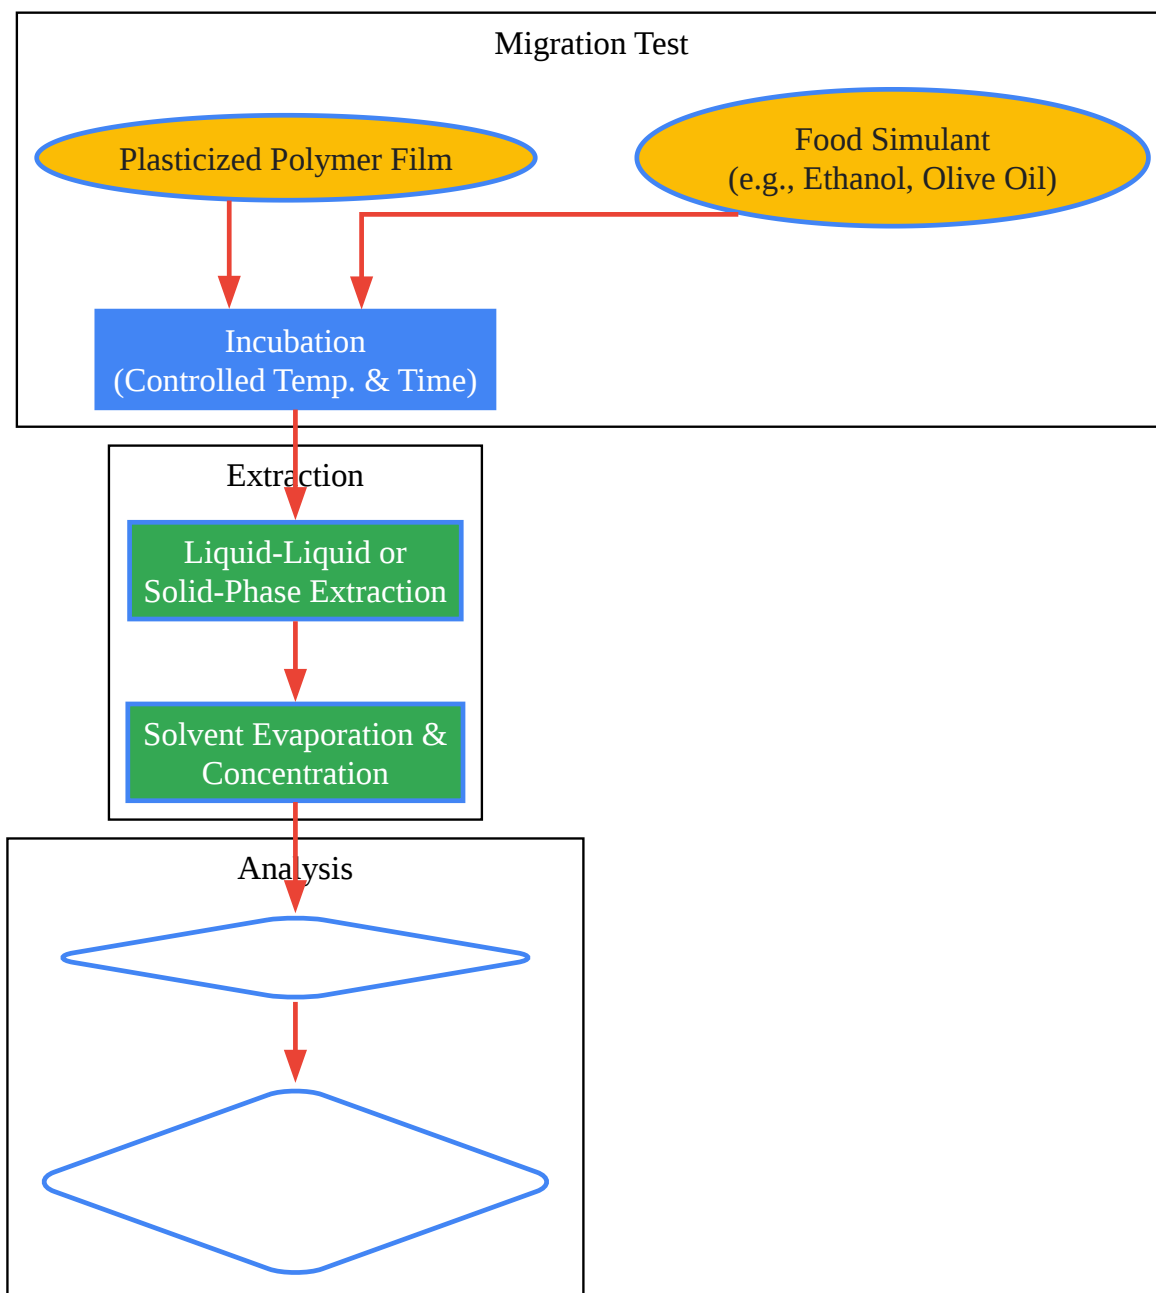 Migration Test
Plasticized Polymer Film
Food Simulant
(e.g., Ethanol, Olive Oil)
Incubation
(Controlled Temp. & Time)
Extraction
Liquid-Liquid or
Solid-Phase Extraction
Solvent Evaporation &
Concentration
Analysis